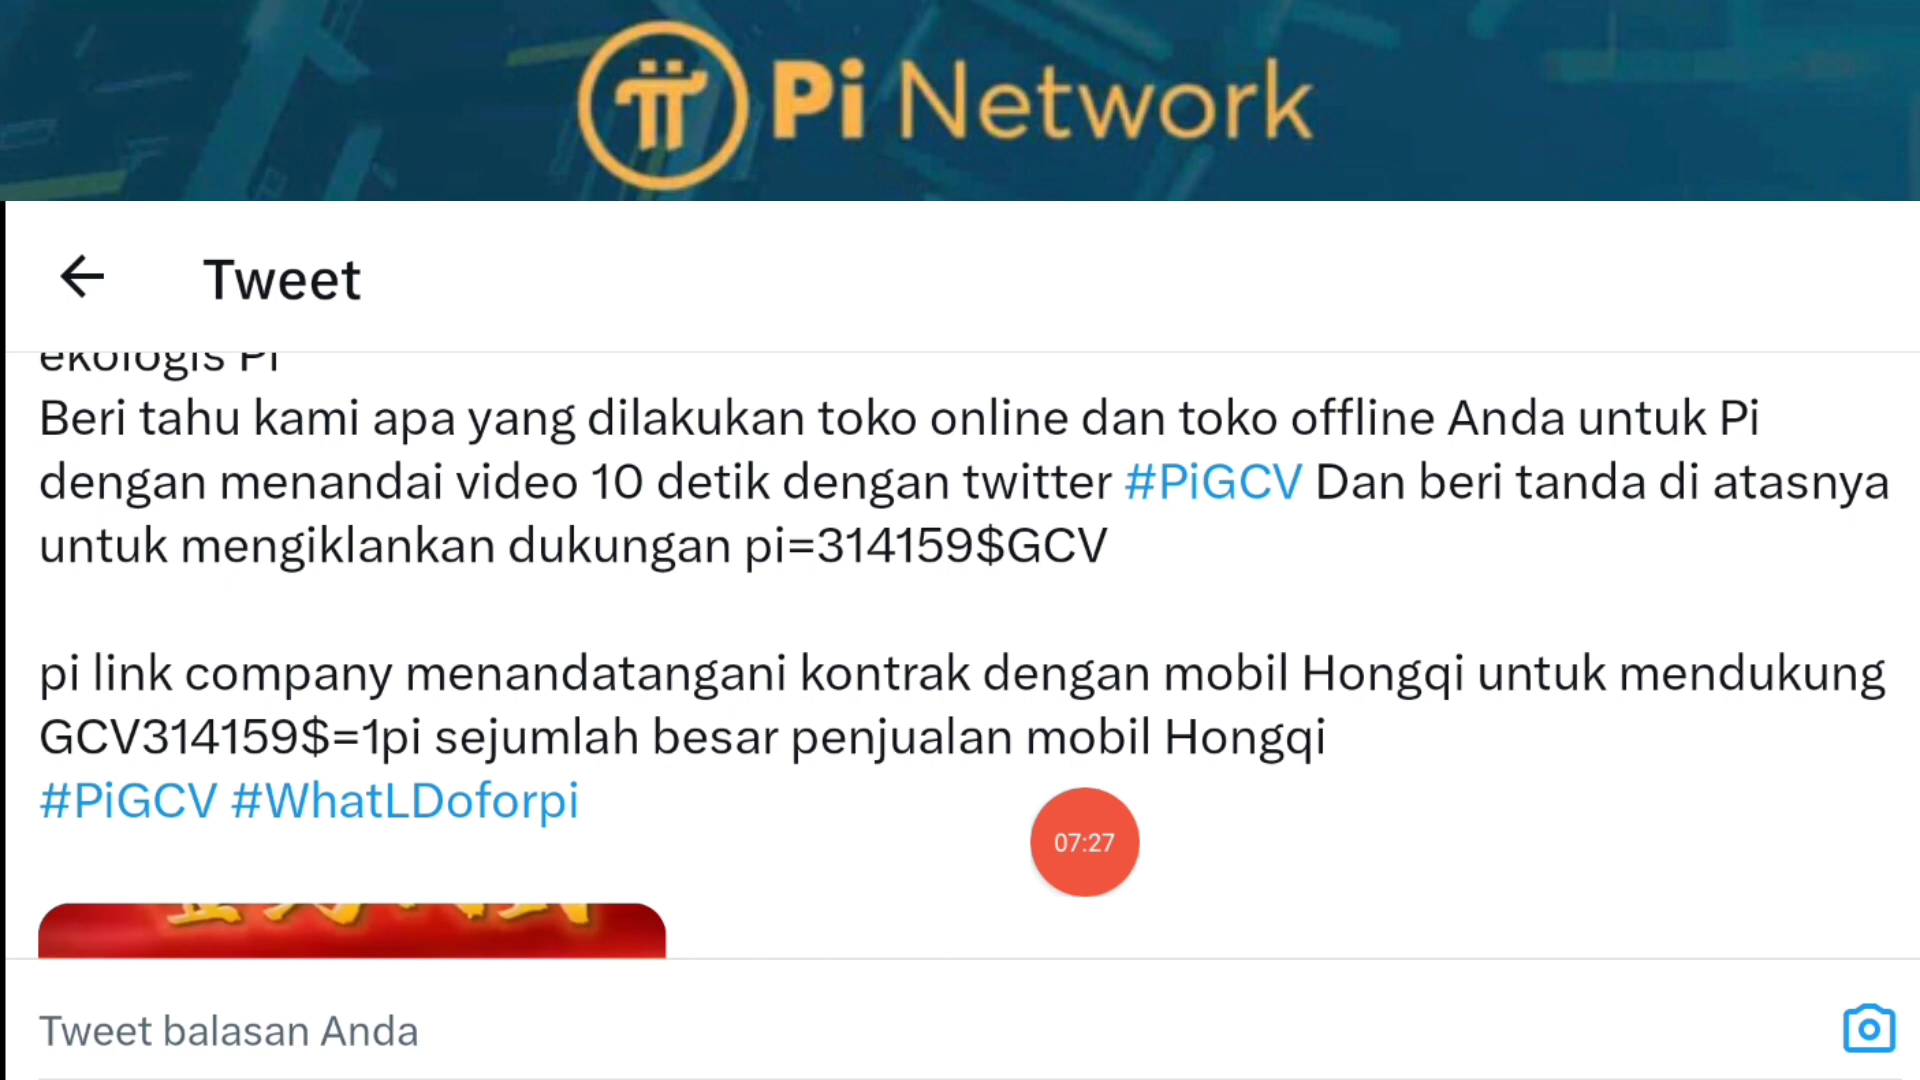 Pi Network
Tweet
ekologis Pi
Beri tahu kami apa yang dilakukan toko online dan toko offline Anda untuk Pi
dengan menandai video 10 detik dengan twitter #PiGCV Dan beri tanda di atasnya
untuk mengiklankan dukungan pi=314159$GCV
pi link company menandatangani kontrak dengan mobil Hongqi untuk mendukung
GCV314159$=1pi sejumlah besar penjualan mobil Hongqi
#PiGCV #WhatLDoforpi
07:27
Tweet balasan Anda